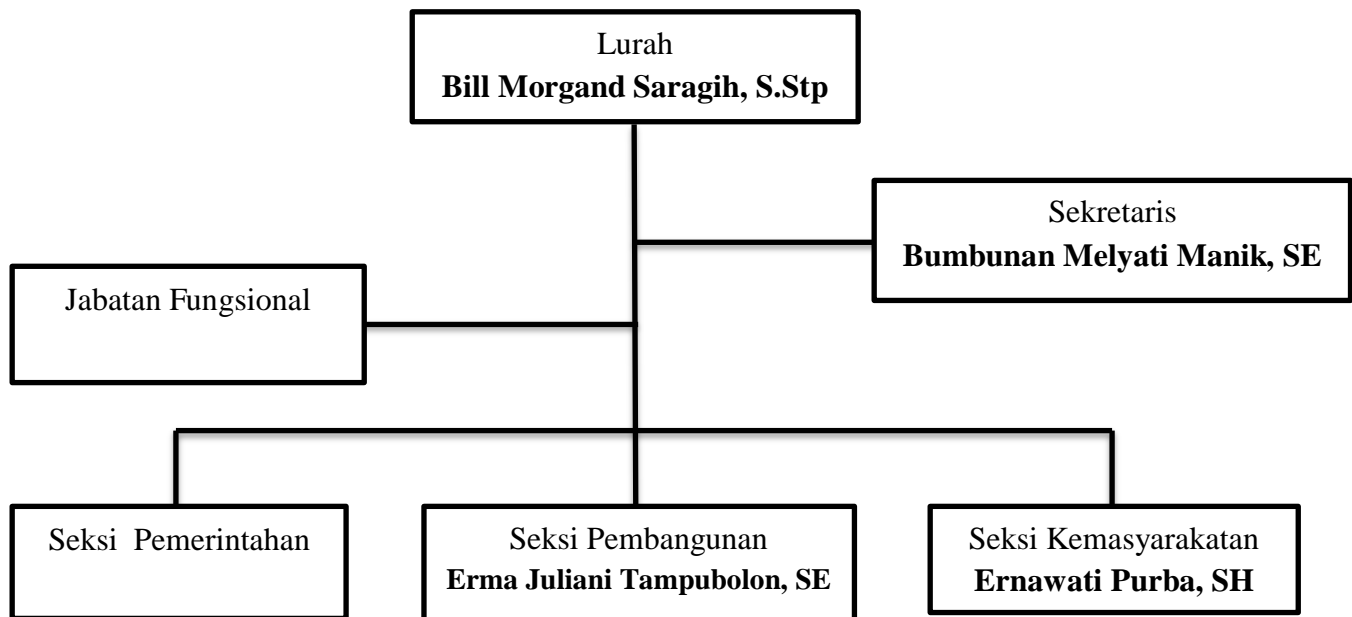 Lurah
Bill Morgand Saragih, S.Stp
Sekretaris
Bumbunan Melyati Manik, SE
Jabatan Fungsional
Seksi Pemerintahan
Seksi Pembangunan
Erma Juliani Tampubolon, SE
Seksi Kemasyarakatan
Ernawati Purba, SH